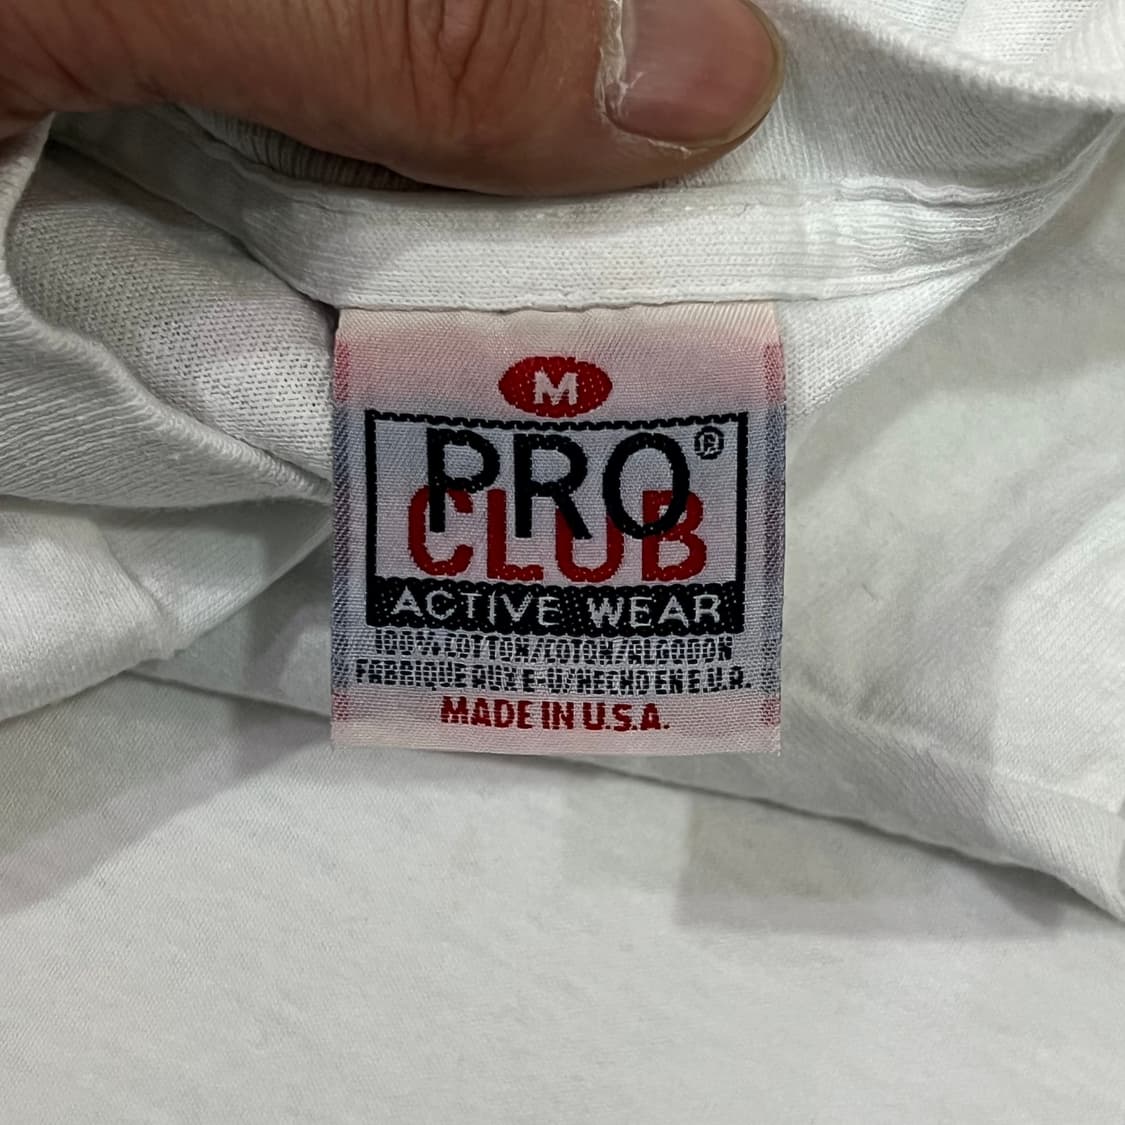 M
PRO®
CLUB
ACTIVE WEAR
100% COTTON/COTON/ALGODON
FABRIQUE AUX E-U/HECHO EN E.U.A.
MADE IN U.S.A.